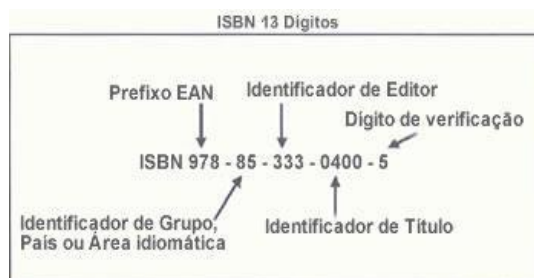 ISBN 13 Dígitos
Prefixo EAN
Identificador de Editor
Dígito de verificação
ISBN 978 - 85 - 333 - 0400 - 5
Identificador de Grupo,
País ou Área idiomática
Identificador de Título